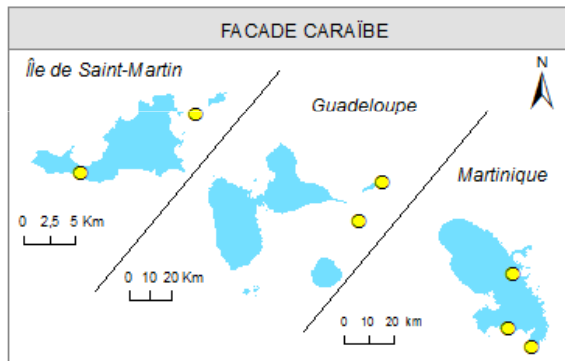 FACADE CARAÏBE
Île de Saint-Martin
N
Guadeloupe
Martinique
0 2,5 5 Km
0 10 20 Km
0 10 20 km